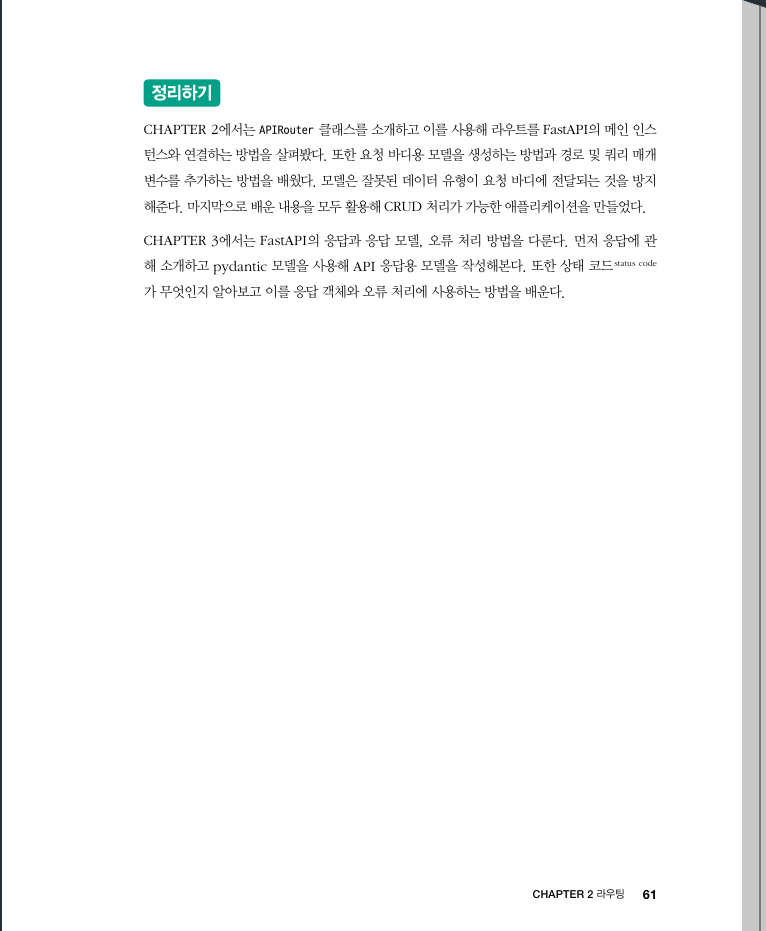 정리하기
CHAPTER 2에서는 APIRouter 클래스를 소개하고 이를 사용해 라우트를 FastAPI의 메인 인스
턴스와 연결하는 방법을 살펴봤다. 또한 요청 바디용 모델을 생성하는 방법과 경로 및 쿼리 매개
변수를 추가하는 방법을 배웠다. 모델은 잘못된 데이터 유형이 요청 바디에 전달되는 것을 방지
해준다. 마지막으로 배운 내용을 모두 활용해 CRUD 처리가 가능한 애플리케이션을 만들었다.
CHAPTER 3에서는 FastAPI의 응답과 응답 모델, 오류 처리 방법을 다룬다. 먼저 응답에 관
해 소개하고 pydantic 모델을 사용해 API 응답용 모델을 작성해본다. 또한 상태 코드status code
가 무엇인지 알아보고 이를 응답 객체와 오류 처리에 사용하는 방법을 배운다.
CHAPTER 2 라우팅 61